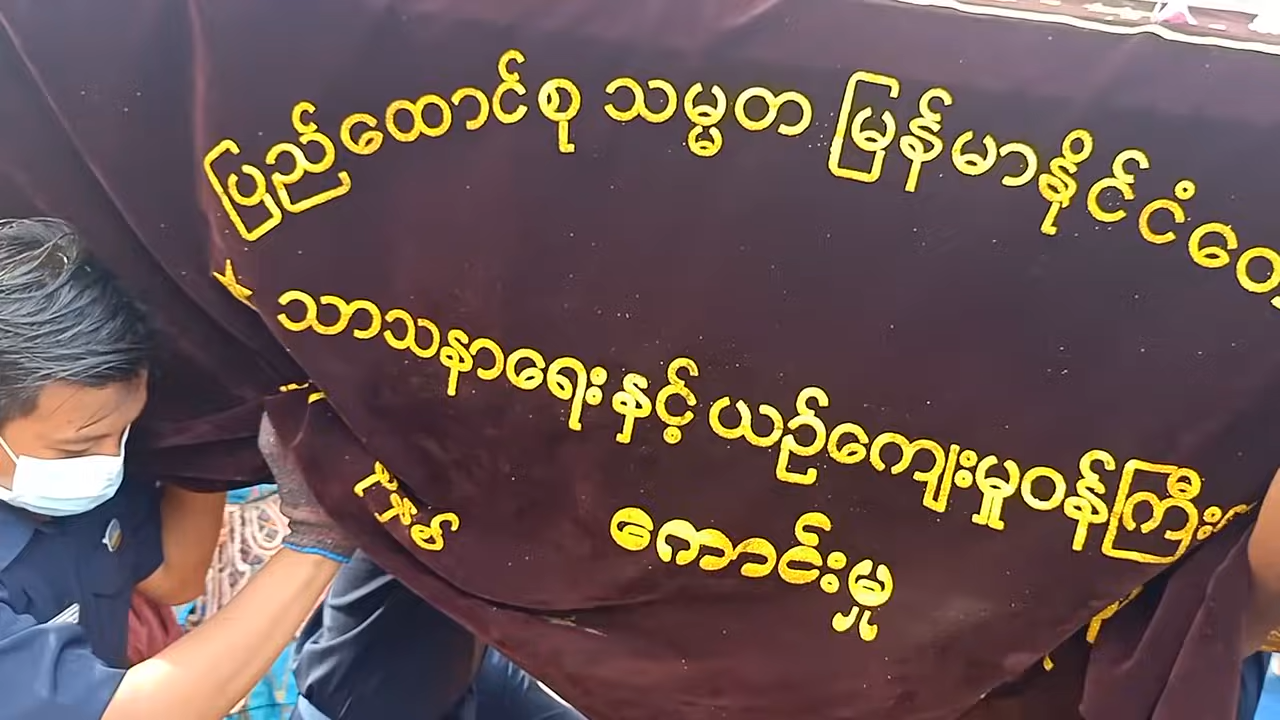 ပြည်ထောင်စု သမ္မတ မြန်မာနိုင်ငံတော
သာသနာရေးနှင့် ယဉ်ကျေးမှုဝန်ကြီး
နှစ်
ကောင်းမှု